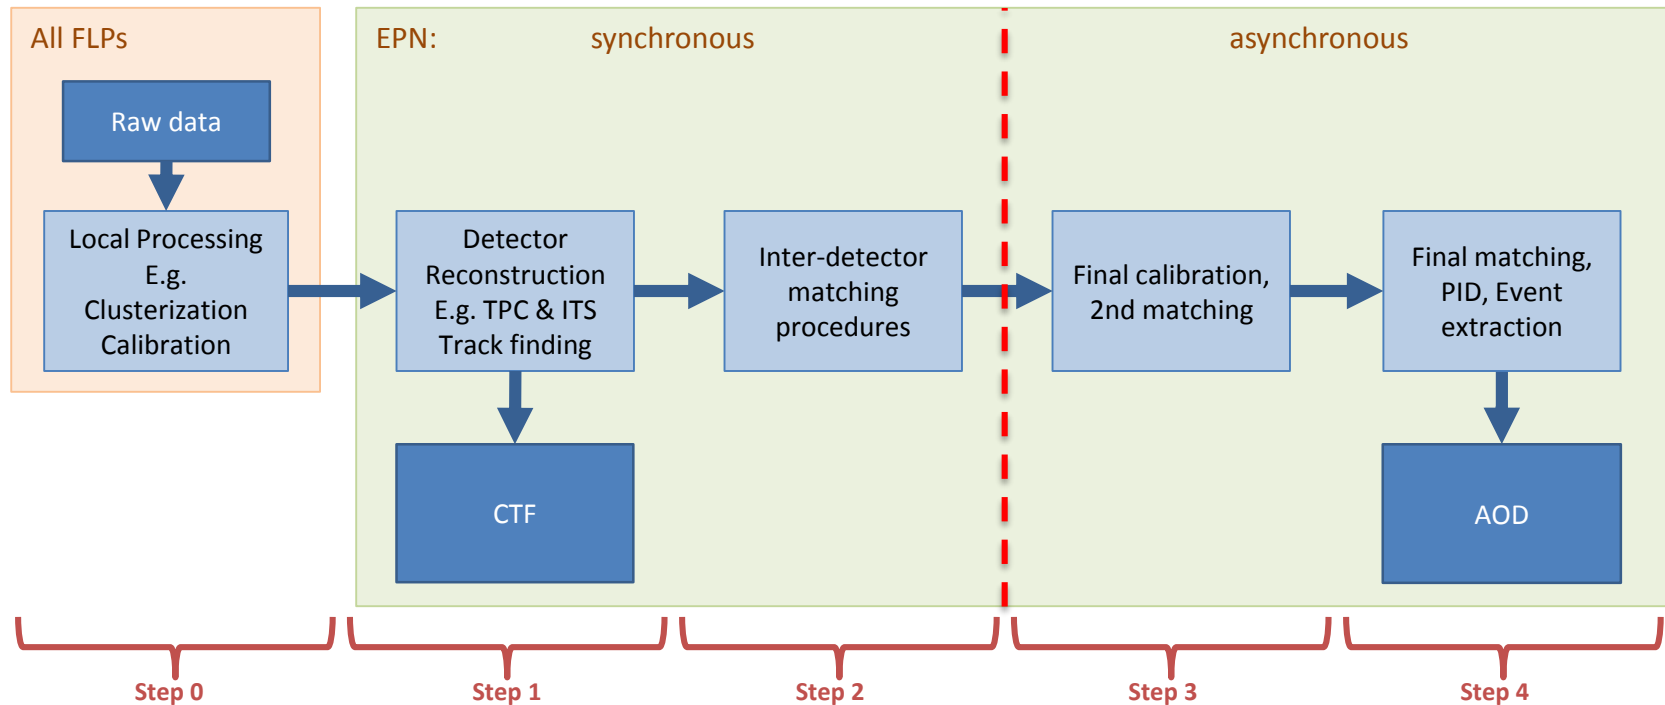 All FLPs
EPN:
synchronous
asynchronous
Raw data
Local Processing
E.g.
Clusterization
Calibration
Detector
Reconstruction
E.g. TPC & ITS
Track finding
Inter-detector
matching
procedures
Final calibration,
2nd matching
Final matching,
PID, Event
extraction
CTF
AOD
Step 0
Step 1
Step 2
Step 3
Step 4